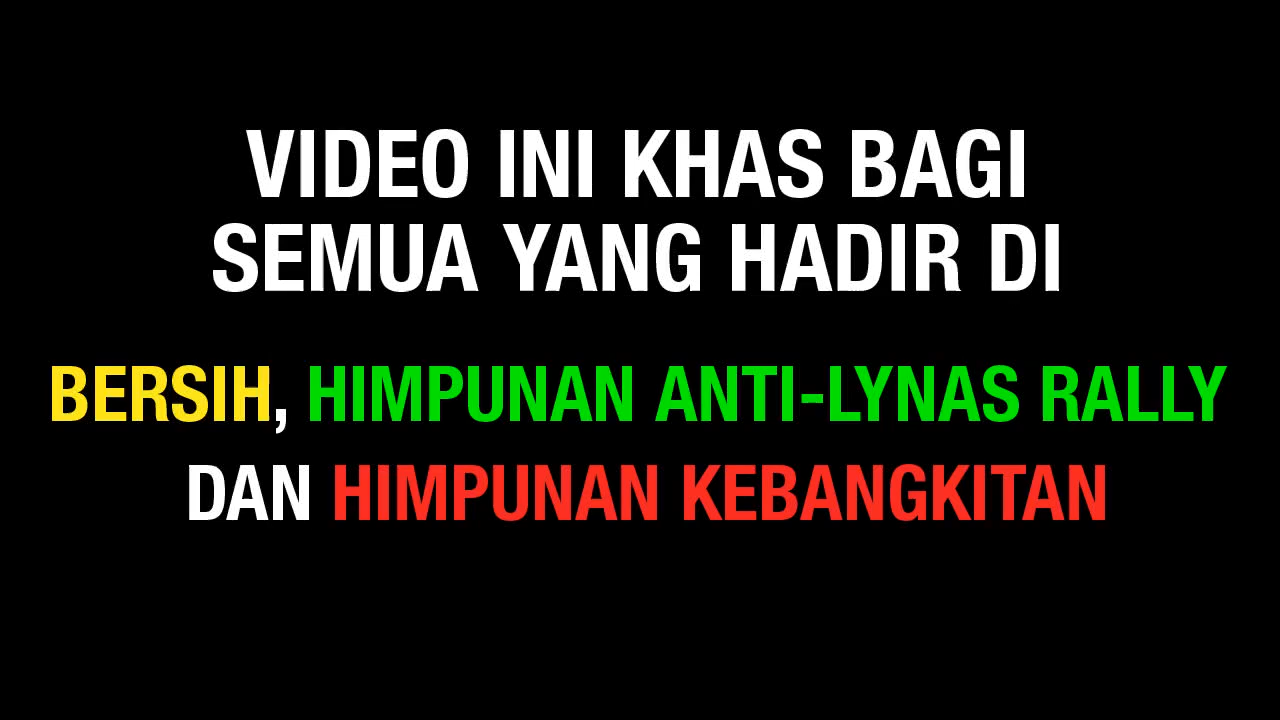 VIDEO INI KHAS BAGI
SEMUA YANG HADIR DI
BERSIH, HIMPUNAN ANTI-LYNAS RALLY
DAN HIMPUNAN KEBANGKITAN